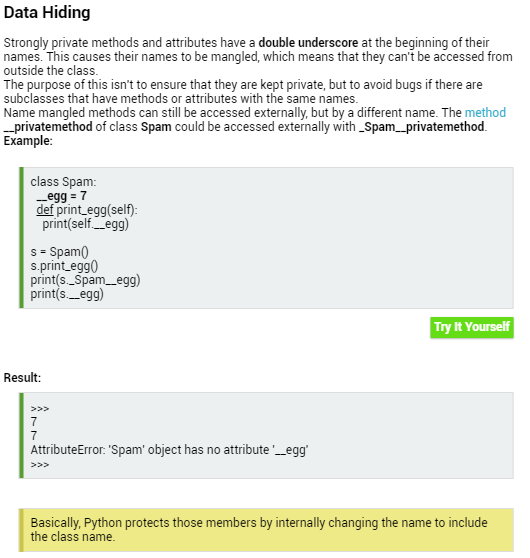 Data Hiding
Strongly private methods and attributes have a double underscore at the beginning of their
names. This causes their names to be mangled, which means that they can't be accessed from
outside the class.
The purpose of this isn't to ensure that they are kept private, but to avoid bugs if there are
subclasses that have methods or attributes with the same names.
Name mangled methods can still be accessed externally, but by a different name. The method
__privatemethod of class Spam could be accessed externally with _Spam__privatemethod.
Example:
class Spam:
__egg = 7
def print_egg(self):
print(self.__egg)
s = Spam()
s.print_egg()
print(s._Spam__egg)
print(s.__egg)
Try It Yourself
Result:
>>>
7
7
AttributeError: 'Spam' object has no attribute '__egg'
>>>
Basically, Python protects those members by internally changing the name to include
the class name.